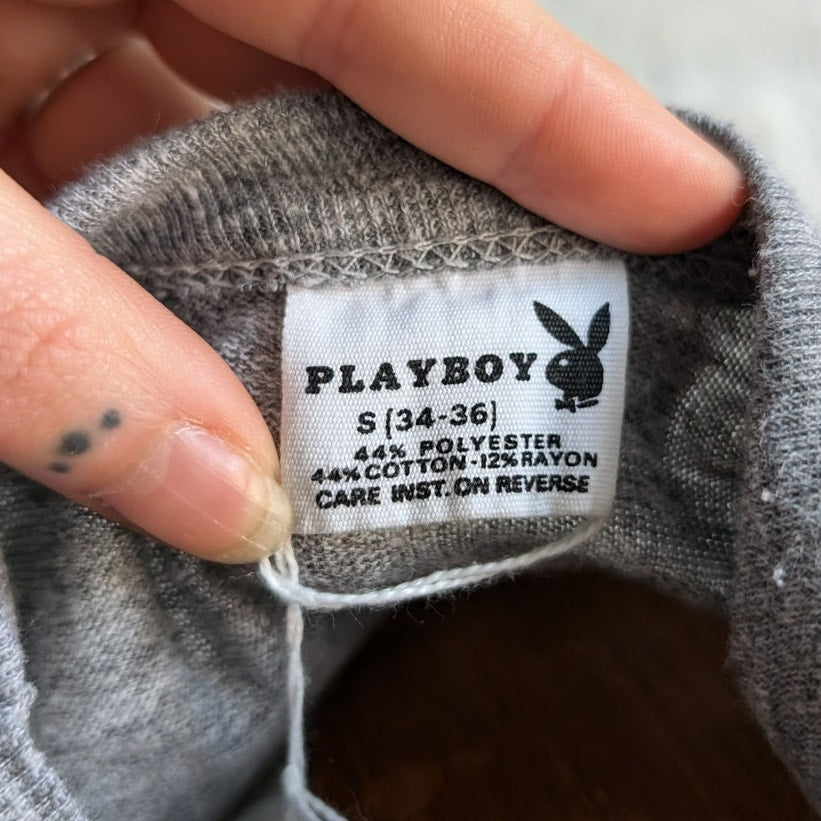 PLAYBOY
S (34-36)
44% POLYESTER
44% COTTON-12% RAYON
CARE INST. ON REVERSE